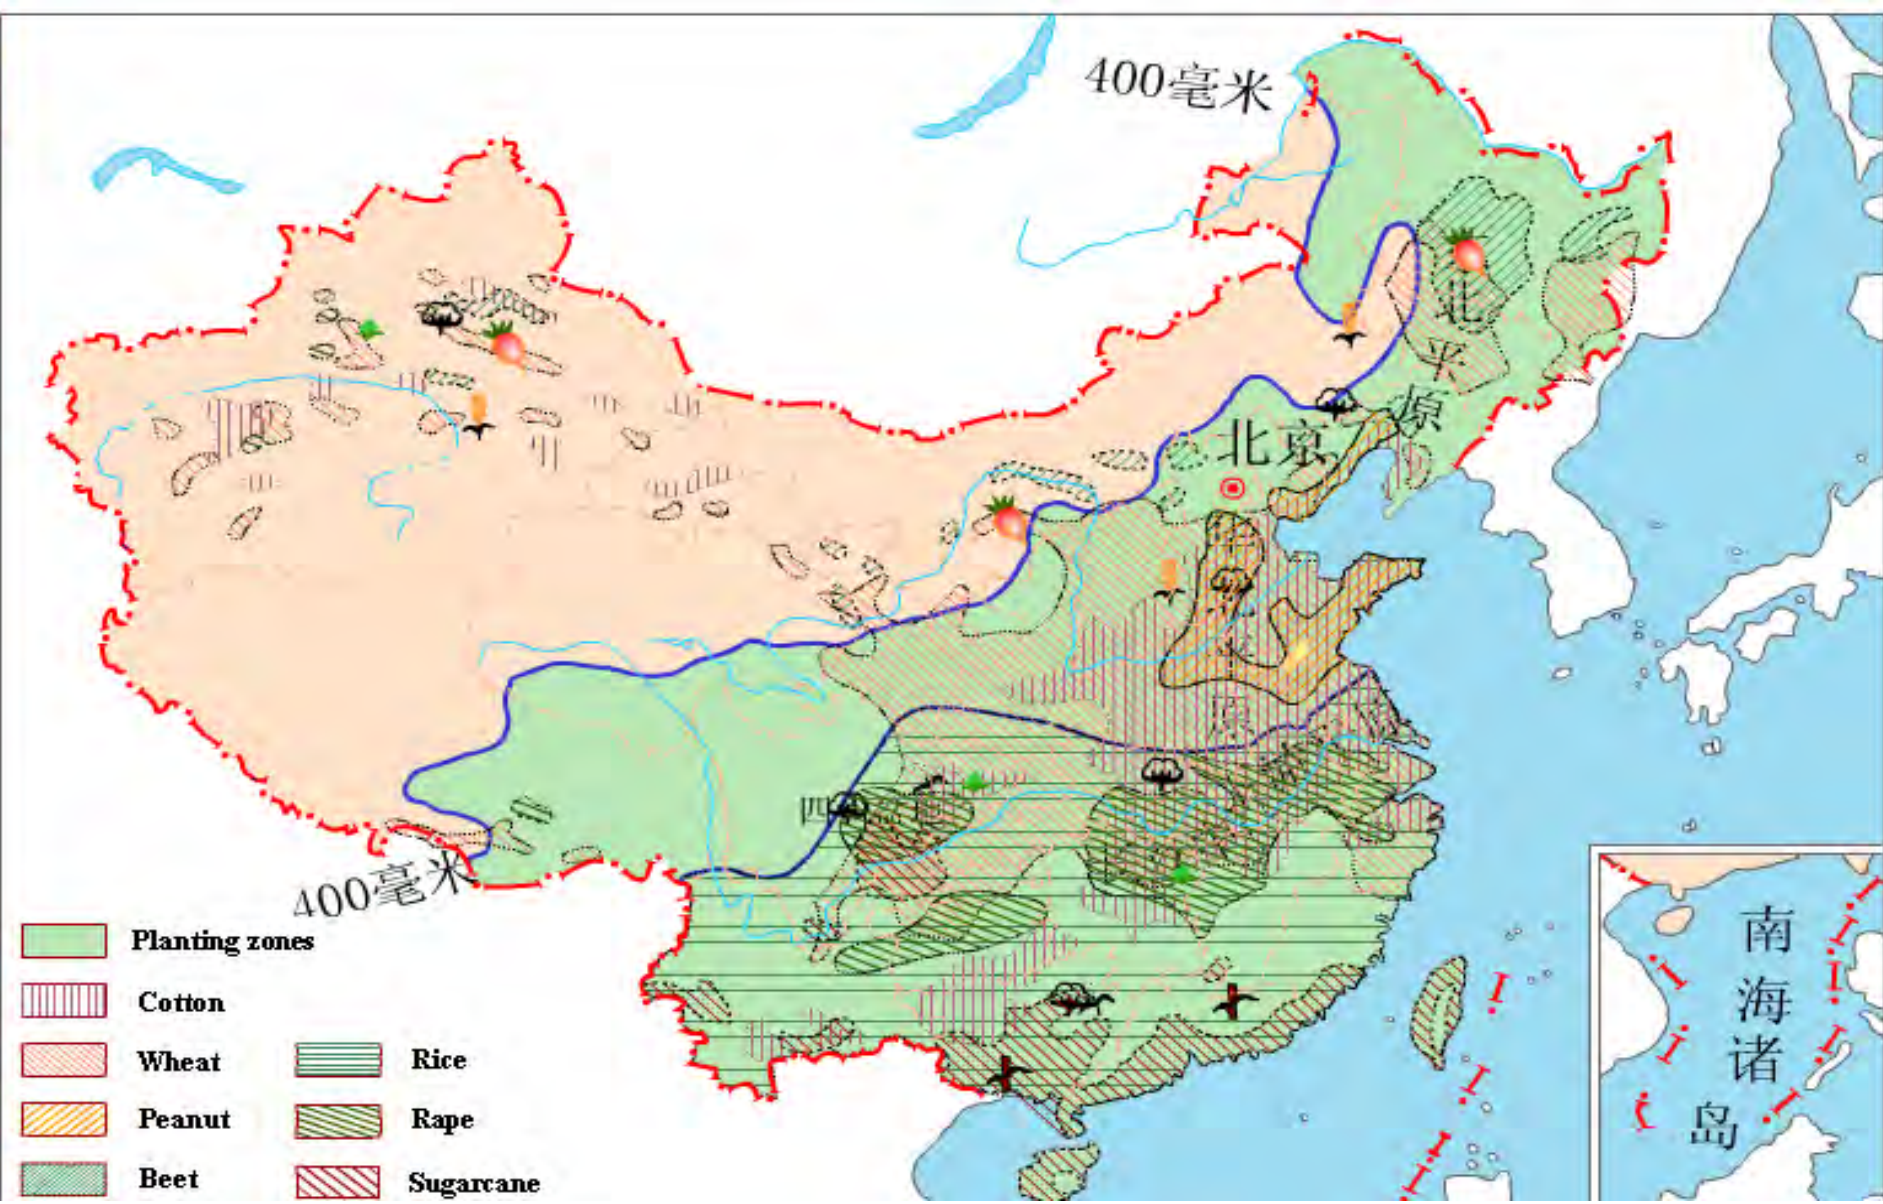 400毫米
北
平
原
北京
四
400毫米
Planting zones
Cotton
Wheat
Rice
Peanut
Rape
Beet
Sugarcane
南
海
诸
岛